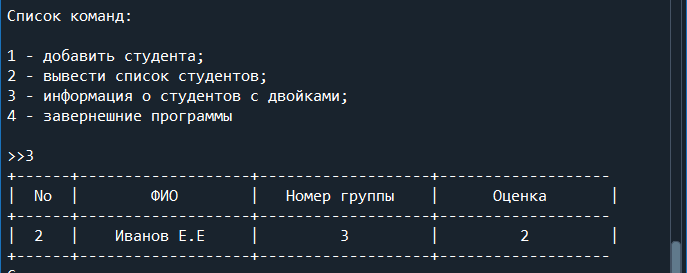 Список команд:
1 - добавить студента;
2 - вывести список студентов;
3 - информация о студентов с двойками;
4 - завернешние программы
>>3
+------+-------------------+-------------------+-------------------
| No | ФИО | Номер группы | Оценка |
+------+-------------------+-------------------+-------------------
| 2 | Иванов Е.Е | 3 | 2 |
+------+-------------------+-------------------+-------------------